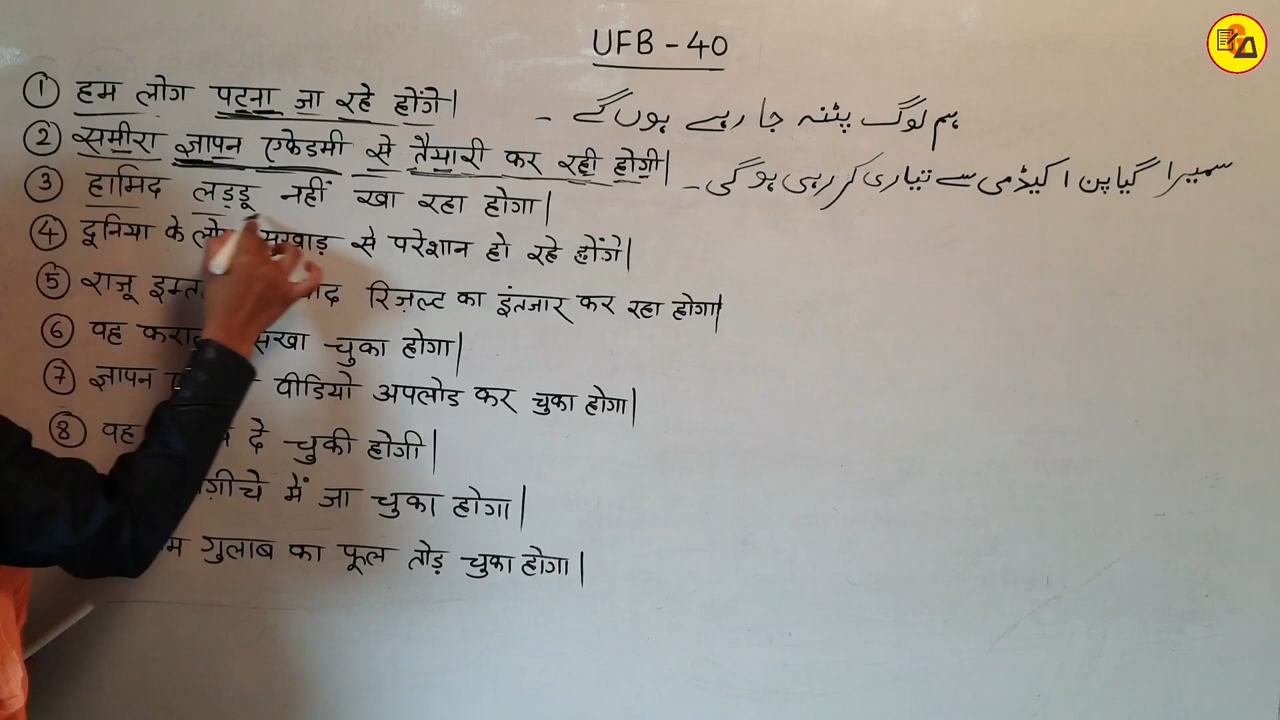 UFB - 40
① हम लोग पटना जा रहे होंगे|
ہم لوگ پٹنہ جا رہے ہوں گے -
② समीरा ज्ञापन एकेडमी से तैयारी कर रही होगी|
سمیرا گیاپن اکیڈمی سے تیاری کر رہی ہو گی -
③ हामिद लड्डू नहीं खा रहा होगा|
④ दूनिया के से परेशान हो रहे होंगे|
⑤ राजू रिज़ल्ट का इंतजार कर रहा होगा|
⑥ वह चुका होगा|
⑦ ज्ञापन वीडियो अपलोड कर चुका होगा|
⑧ वह दे चुकी होगी|
में जा चुका होगा|
गुलाब का फूल तोड़ चुका होगा|